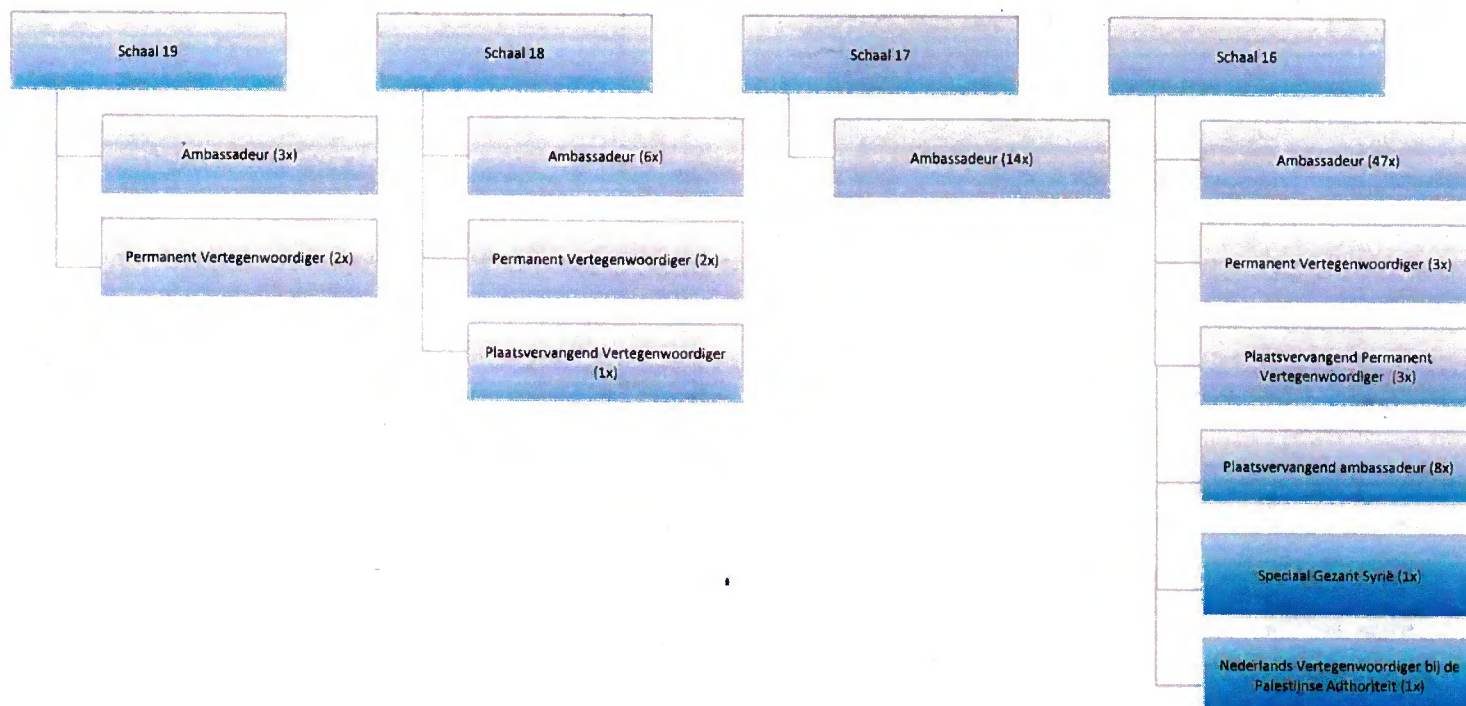 Schaal 19
Ambassadeur (3x)
Permanent Vertegenwoordiger (2x)
Schaal 18
Ambassadeur (6x)
Permanent Vertegenwoordiger (2x)
Plaatsvervangend Vertegenwoordiger
(1x)
Schaal 17
Ambassadeur (14x)
Schaal 16
Ambassadeur (47x)
Permanent Vertegenwoordiger (3x)
Plaatsvervangend Permanent
Vertegenwoordiger (3x)
Plaatsvervangend ambassadeur (8x)
Speciaal Gezant Syrië (1x)
Nederlands Vertegenwoordiger bij de
Palestijnse Authoriteit (1x)